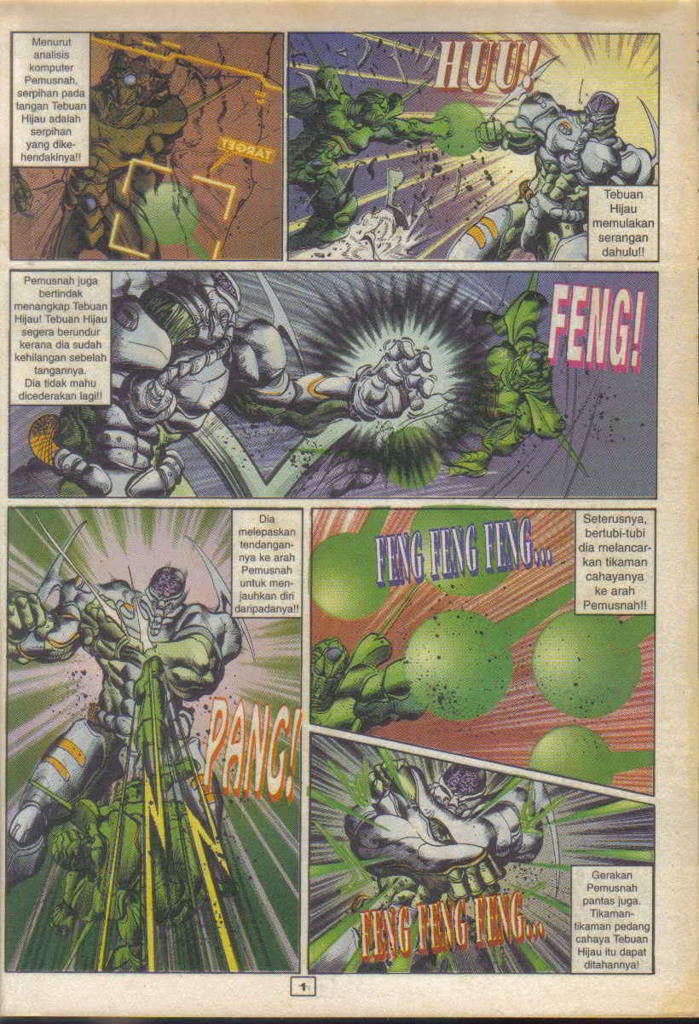 Menurut
analisis
komputer
Pemusnah,
serpihan pada
tangan Tebuan
Hijau adalah
serpihan
yang dike-
hendakinya!!
TARGET
HUU!
Tebuan
Hijau
memulakan
serangan
dahulu!!
Pemusnah juga
bertindak
menangkap Tebuan
Hijau! Tebuan Hijau
segera berundur
kerana dia sudah
kehilangan sebelah
tangannya.
Dia tidak mahu
dicederakan lagi!!
FENG!
Dia
melepaskan
tendangan-
nya ke arah
Pemusnah
untuk men-
jauhkan diri
daripadanya!!
PANG!
FENG FENG FENG...
Seterusnya,
bertubi-tubi
dia melancar-
kan tikaman
cahayanya
ke arah
Pemusnah!!
FENG FENG FENG...
Gerakan
Pemusnah
pantas juga.
Tikaman-
tikaman pedang
cahaya Tebuan
Hijau itu dapat
ditahannya!
1